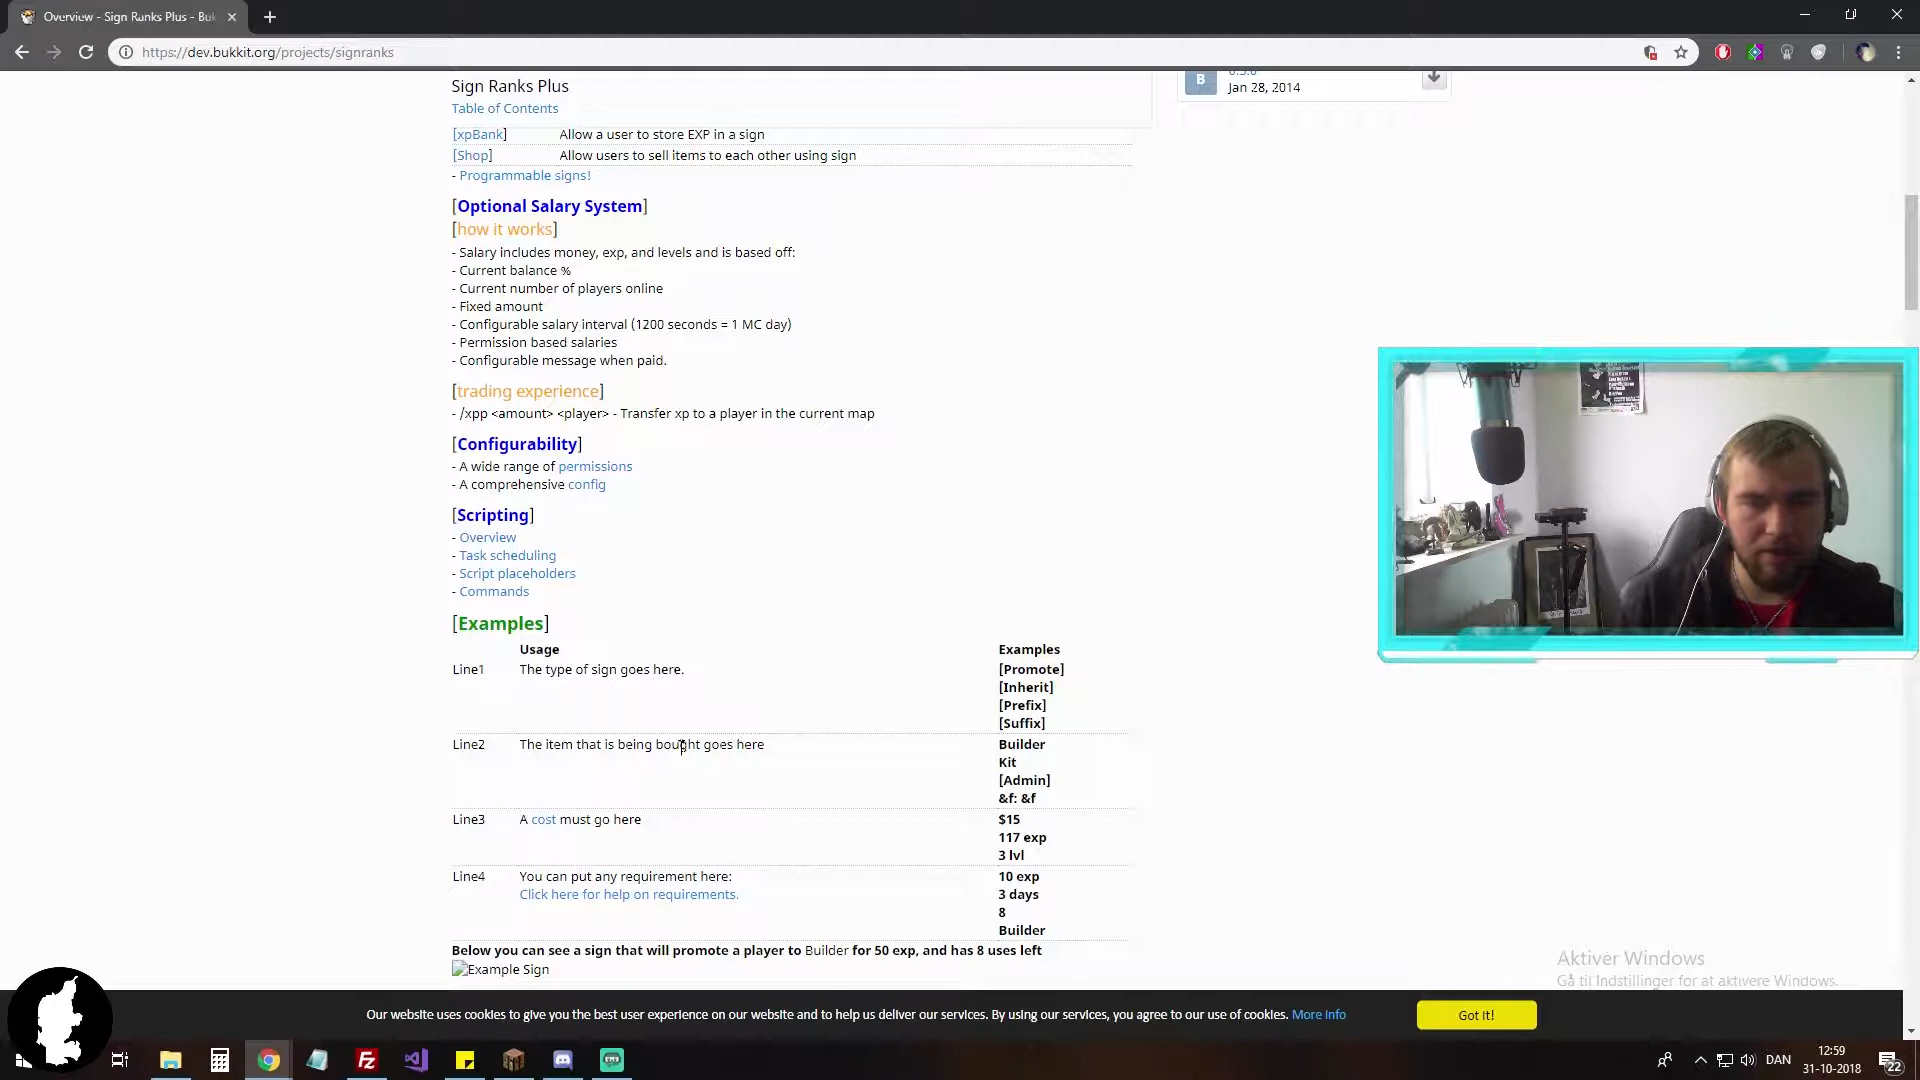 Overview - Sign Ranks Plus - Buk
https://dev.bukkit.org/projects/signranks
Sign Ranks Plus
Table of Contents
B
Jan 28, 2014
[xpBank] Allow a user to store EXP in a sign
[Shop] Allow users to sell items to each other using sign
- Programmable signs!
[Optional Salary System]
[how it works]
- Salary includes money, exp, and levels and is based off:
- Current balance %
- Current number of players online
- Fixed amount
- Configurable salary interval (1200 seconds = 1 MC day)
- Permission based salaries
- Configurable message when paid.
[trading experience]
- /xpp <amount> <player> - Transfer xp to a player in the current map
[Configurability]
- A wide range of permissions
- A comprehensive config
[Scripting]
- Overview
- Task scheduling
- Script placeholders
- Commands
[Examples]
Usage Examples
Line1 The type of sign goes here. [Promote]
[Inherit]
[Prefix]
[Suffix]
Line2 The item that is being bought goes here Builder
Kit
[Admin]
&f: &f
Line3 A cost must go here $15
117 exp
3 lvl
Line4 You can put any requirement here: 10 exp
Click here for help on requirements. 3 days
8
Builder
Below you can see a sign that will promote a player to Builder for 50 exp, and has 8 uses left
Example Sign
Aktiver Windows
Gå til Indstillinger for at aktivere Windows.
Our website uses cookies to give you the best user experience on our website and to help us deliver our services. By using our services, you agree to our use of cookies. More info
Got it!
DAN
12:59
31-10-2018
22